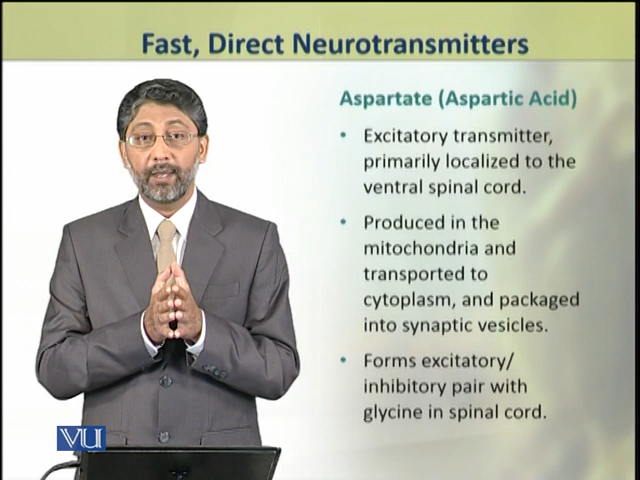 Fast, Direct Neurotransmitters
Aspartate (Aspartic Acid)
• Excitatory transmitter,
primarily localized to the
ventral spinal cord.
• Produced in the
mitochondria and
transported to
cytoplasm, and packaged
into synaptic vesicles.
• Forms excitatory/
inhibitory pair with
glycine in spinal cord.
VU